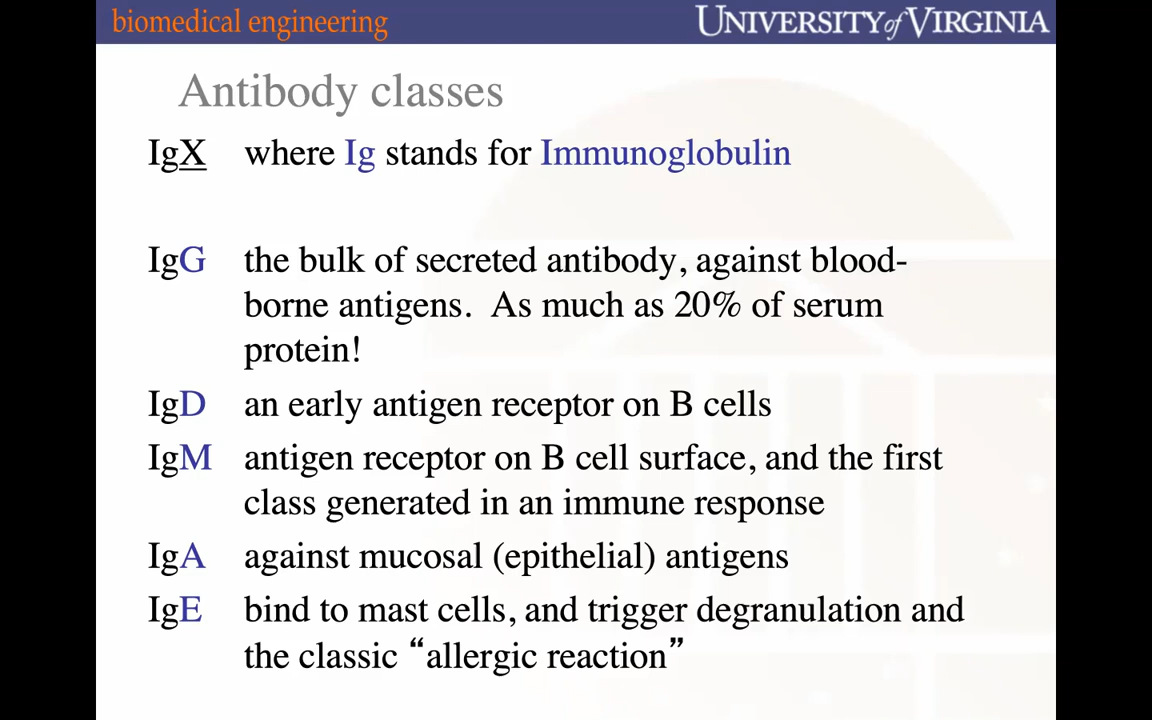 biomedical engineering
UNIVERSITY of VIRGINIA
Antibody classes
IgX where Ig stands for Immunoglobulin
IgG the bulk of secreted antibody, against blood-
borne antigens. As much as 20% of serum
protein!
IgD an early antigen receptor on B cells
IgM antigen receptor on B cell surface, and the first
class generated in an immune response
IgA against mucosal (epithelial) antigens
IgE bind to mast cells, and trigger degranulation and
the classic “allergic reaction”